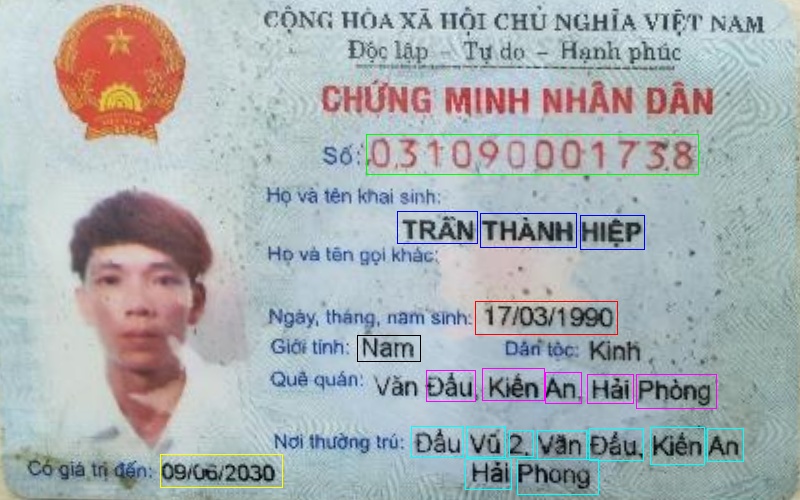 CỘNG HÒA XÃ HỘI CHỦ NGHĨA VIỆT NAM
Độc lập – Tự do – Hạnh phúc
CHỨNG MINH NHÂN DÂN
Số: 031090001738
Họ và tên khai sinh:
TRẦN THÀNH HIỆP
Họ và tên gọi khác:
Ngày, tháng, năm sinh: 17/03/1990
Giới tính: Nam Dân tộc: Kinh
Quê quán: Văn Đẩu, Kiến An, Hải Phòng
Nơi thường trú: Đẩu Vũ 2, Văn Đẩu, Kiến An
Hải Phong
Có giá trị đến: 09/06/2030